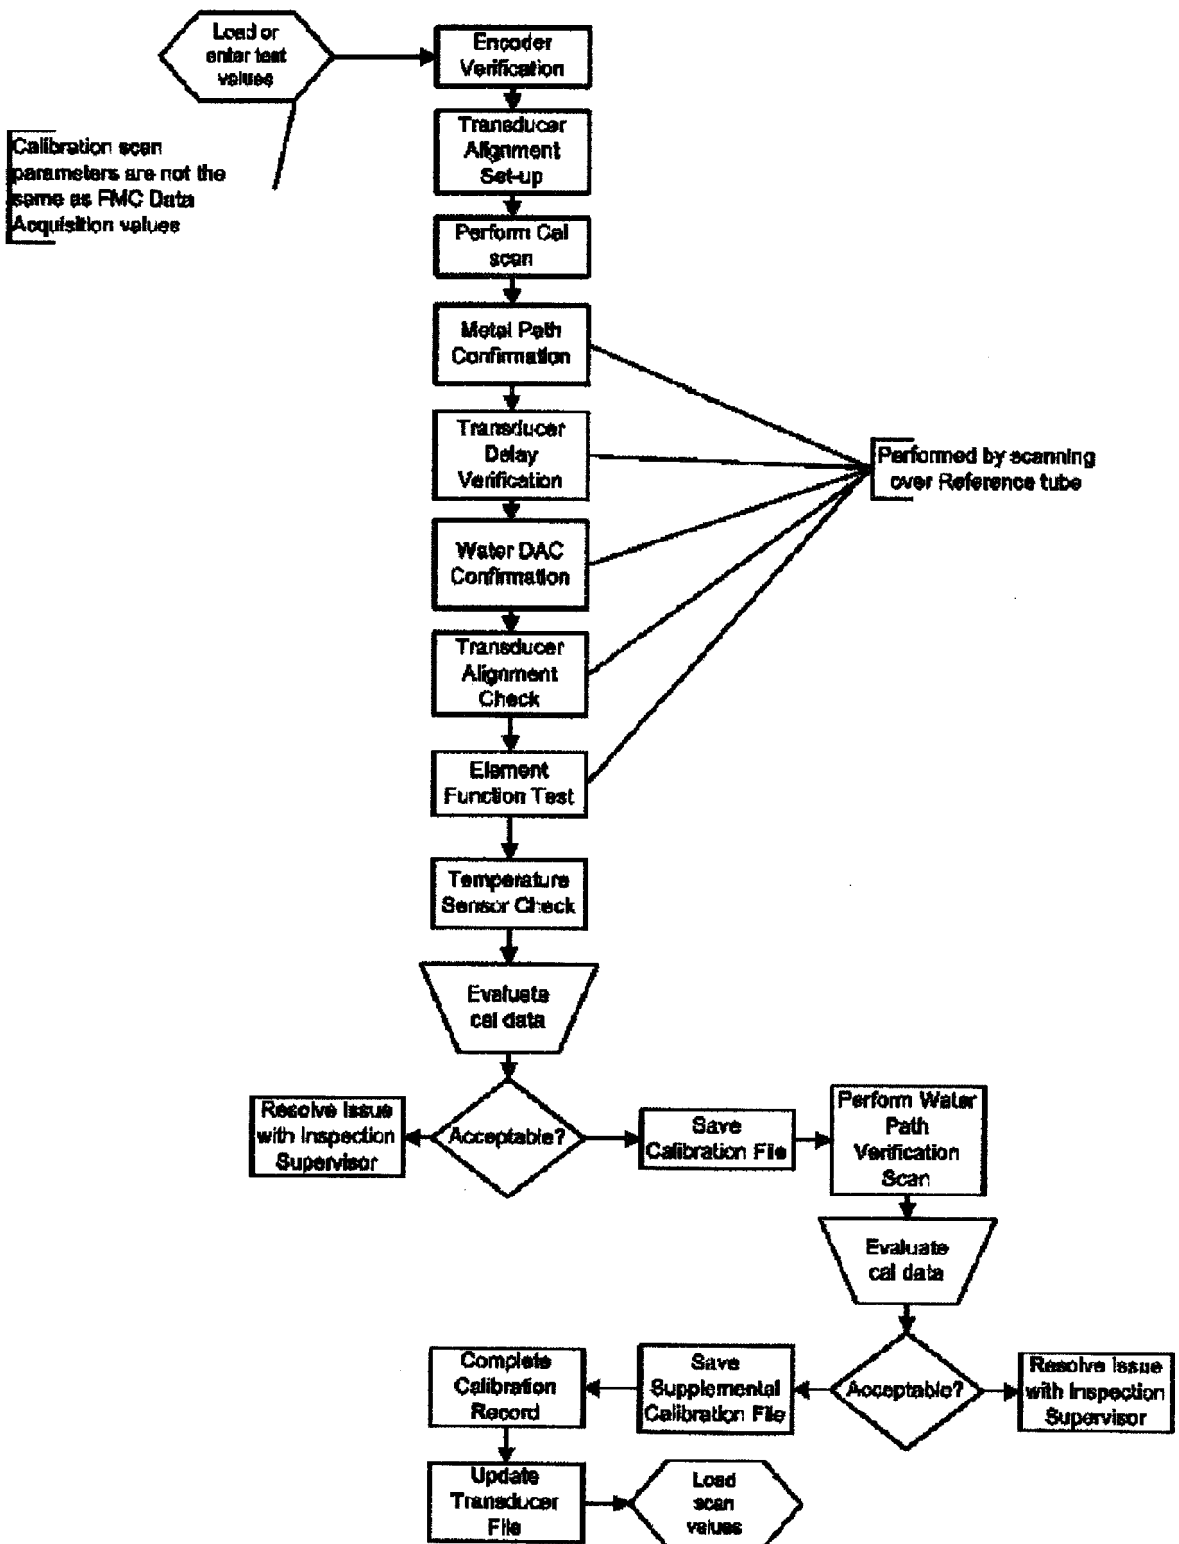 Load or
enter test
values
Encoder
Verification
Calibration scan
parameters are not the
same as FMC Data
Acquisition values
Transducer
Alignment
Set-up
Perform Cal
scan
Metal Path
Confirmation
Transducer
Delay
Verification
Performed by scanning
over Reference tube
Water DAC
Confirmation
Transducer
Alignment
Check
Element
Function Test
Temperature
Sensor Check
Evaluate
cal data
Resolve Issue
with Inspection
Supervisor
Acceptable?
Save
Calibration File
Perform Water
Path
Verification
Scan
Evaluate
cal data
Complete
Calibration
Record
Save
Supplemental
Calibration File
Acceptable?
Resolve Issue
with Inspection
Supervisor
Update
Transducer
File
Load
scan
values